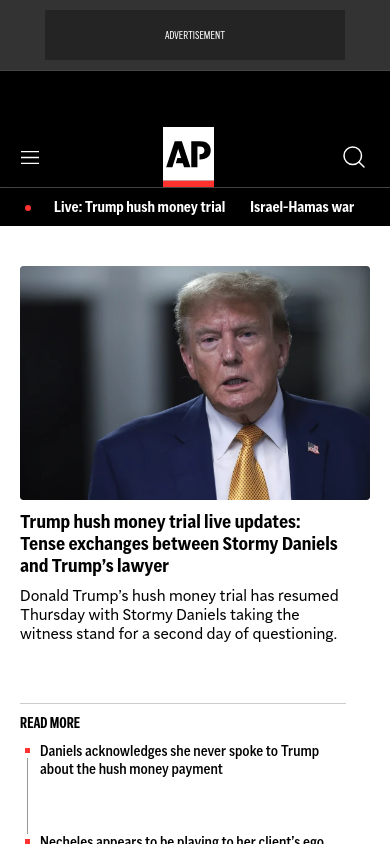 ADVERTISEMENT
AP
Live: Trump hush money trial Israel-Hamas war
Trump hush money trial live updates:
Tense exchanges between Stormy Daniels
and Trump’s lawyer
Donald Trump’s hush money trial has resumed
Thursday with Stormy Daniels taking the
witness stand for a second day of questioning.
READ MORE
Daniels acknowledges she never spoke to Trump
about the hush money payment
Necheles appears to be playing to her client’s ego